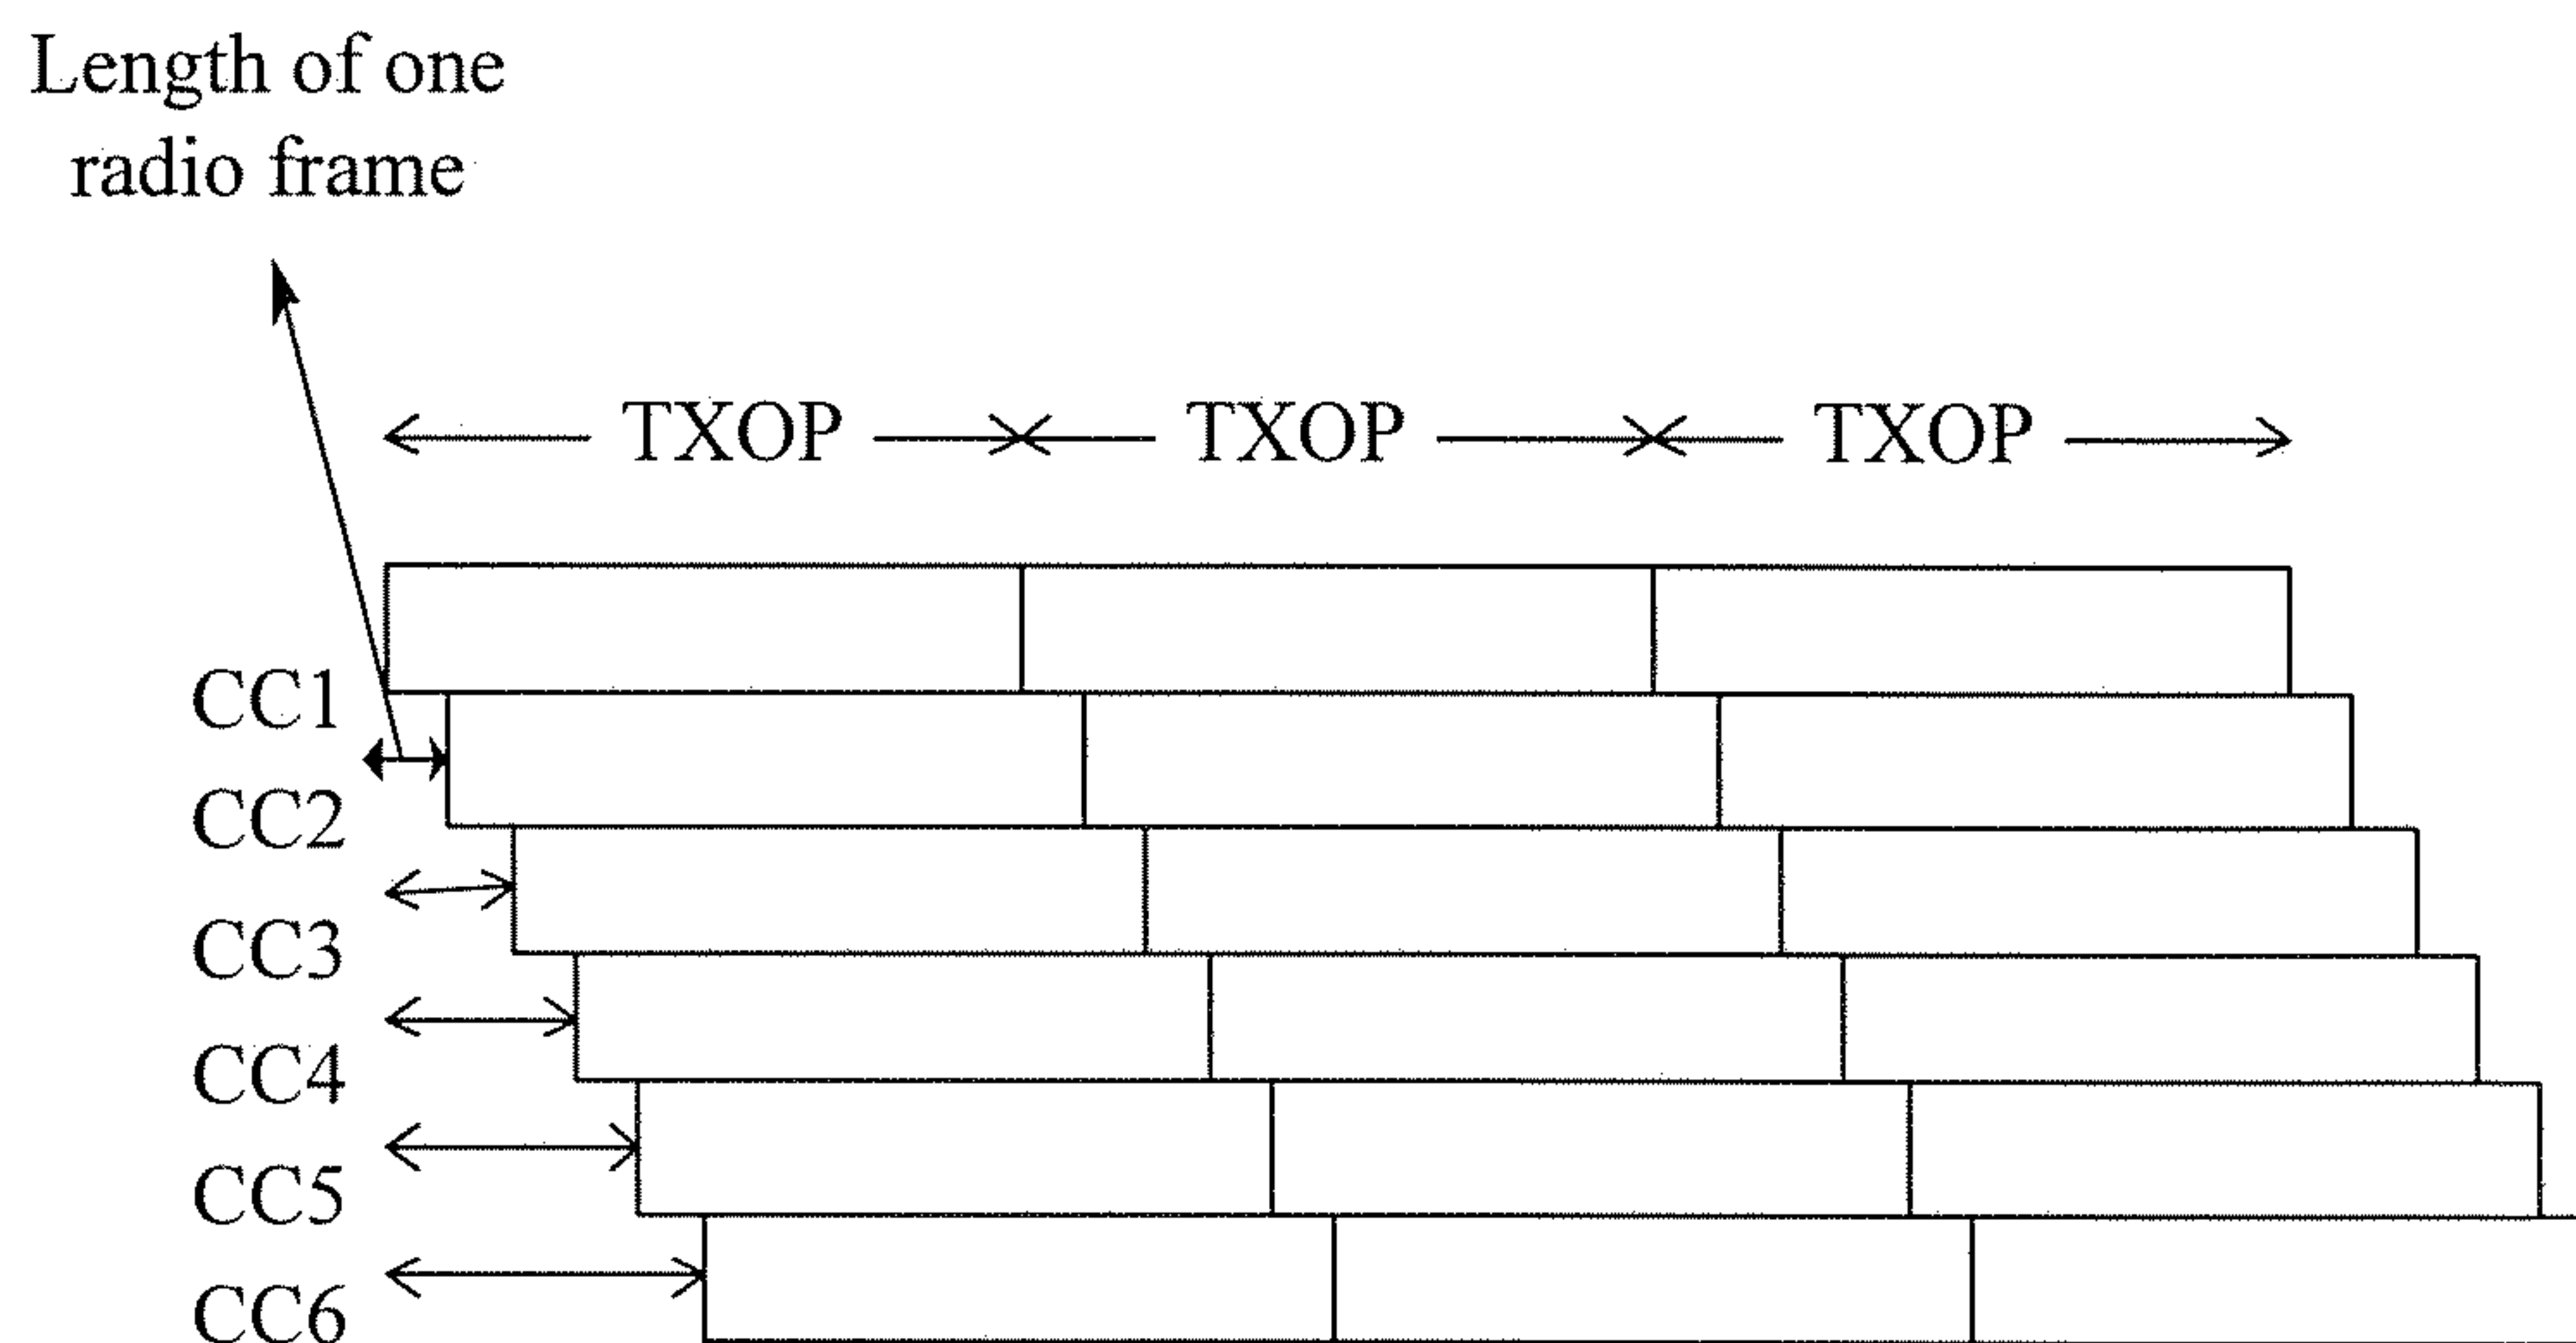 Length of one
radio frame
TXOP TXOP TXOP
CC1
CC2
CC3
CC4
CC5
CC6